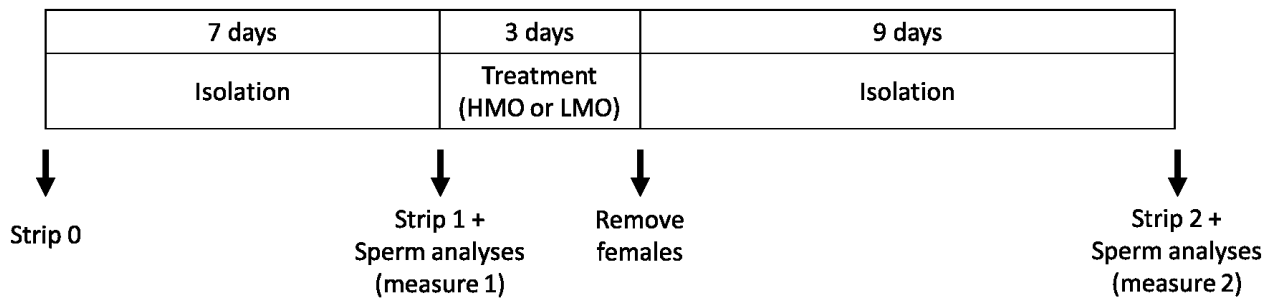 7 days
3 days
9 days
Isolation
Treatment
(HMO or LMO)
Isolation
Strip 0
Strip 1 +
Sperm analyses
(measure 1)
Remove
females
Strip 2 +
Sperm analyses
(measure 2)